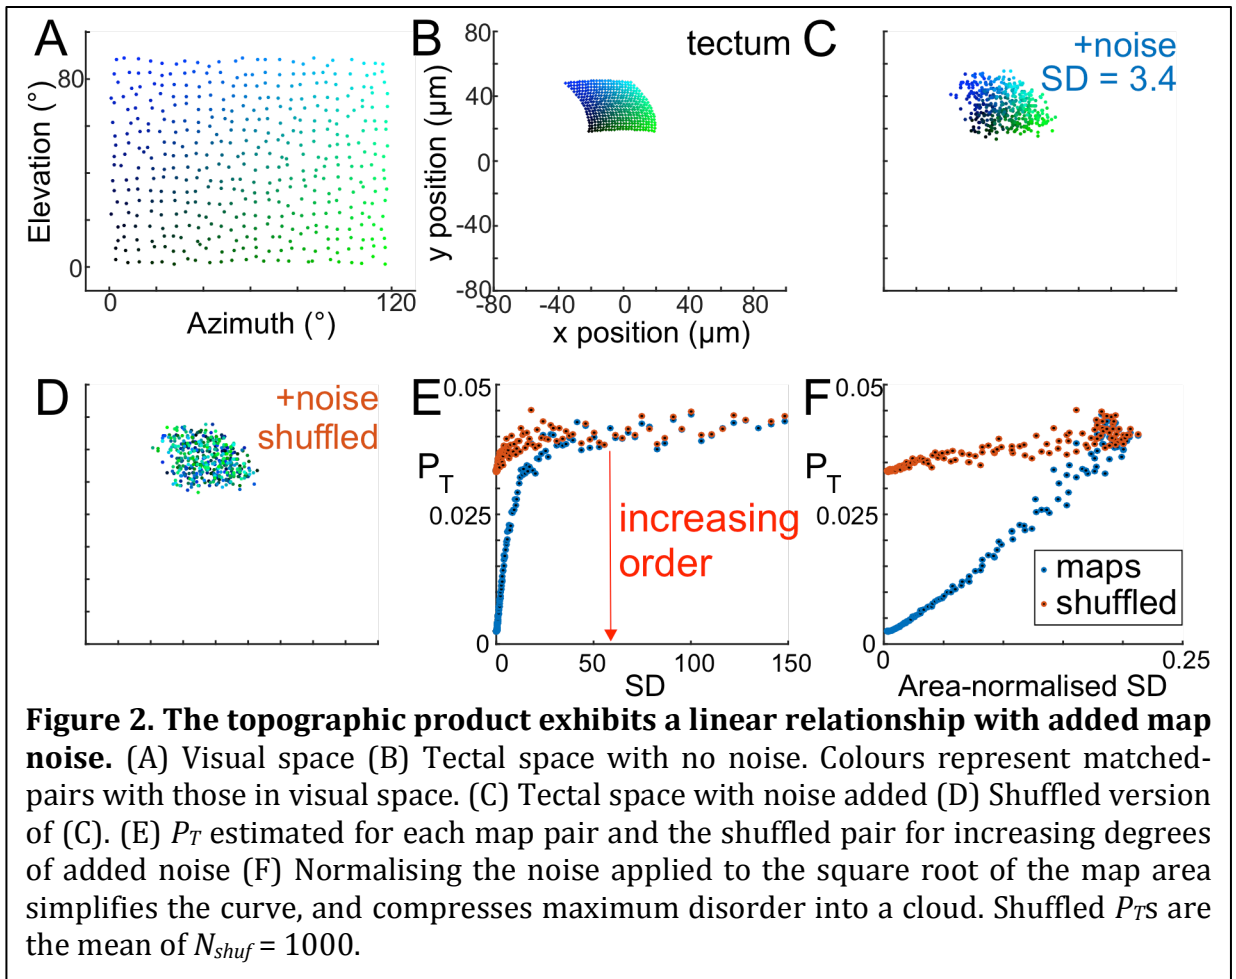 A
80
Elevation (°)
0
0
120
Azimuth (°)
B
tectum
80
40
0
-40
-80
y position (µm)
-80
-40
0
40
80
x position (µm)
C
+noise
SD = 3.4
D
+noise
shuffled
E
0.05
PT
0.025
0
increasing
order
0
50
100
150
SD
F
0.05
PT
0.025
0
maps
shuffled
0
0.25
Area-normalised SD
Figure 2. The topographic product exhibits a linear relationship with added map
noise. (A) Visual space (B) Tectal space with no noise. Colours represent matched-
pairs with those in visual space. (C) Tectal space with noise added (D) Shuffled version
of (C). (E) PT estimated for each map pair and the shuffled pair for increasing degrees
of added noise (F) Normalising the noise applied to the square root of the map area
simplifies the curve, and compresses maximum disorder into a cloud. Shuffled PTs are
the mean of Nshuf = 1000.